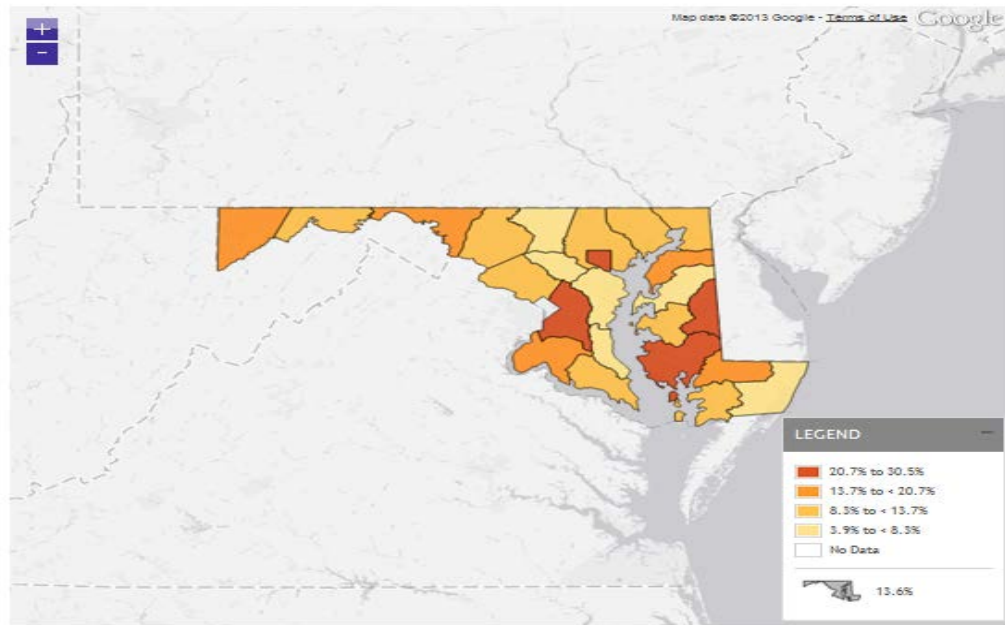 Map data ©2013 Google - Terms of Use Google
+
−
LEGEND −
20.7% to 30.5%
13.7% to < 20.7%
8.3% to < 13.7%
3.9% to < 8.3%
No Data
13.6%